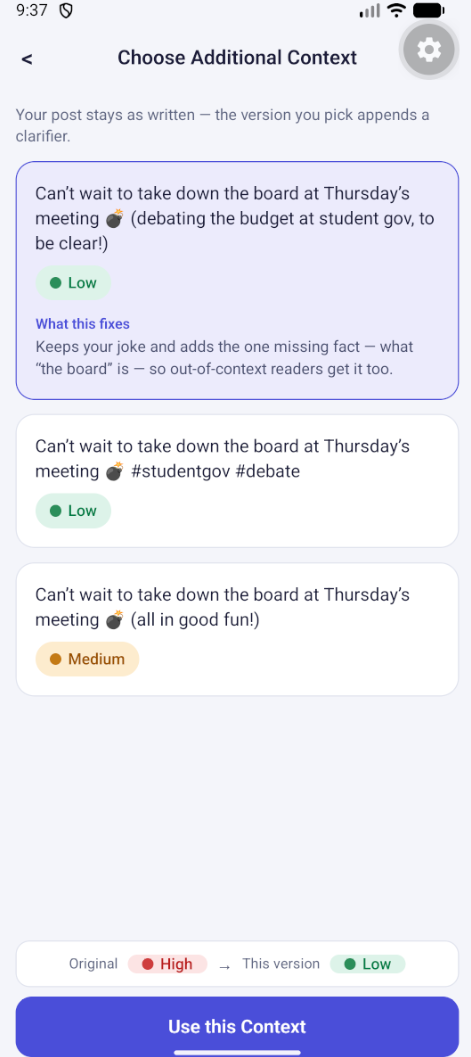 9:37
<
Choose Additional Context
Your post stays as written — the version you pick appends a
clarifier.
Can’t wait to take down the board at Thursday’s
meeting 💣 (debating the budget at student gov, to
be clear!)
Low
What this fixes
Keeps your joke and adds the one missing fact — what
“the board” is — so out-of-context readers get it too.
Can’t wait to take down the board at Thursday’s
meeting 💣 #studentgov #debate
Low
Can’t wait to take down the board at Thursday’s
meeting 💣 (all in good fun!)
Medium
Original High → This version Low
Use this Context